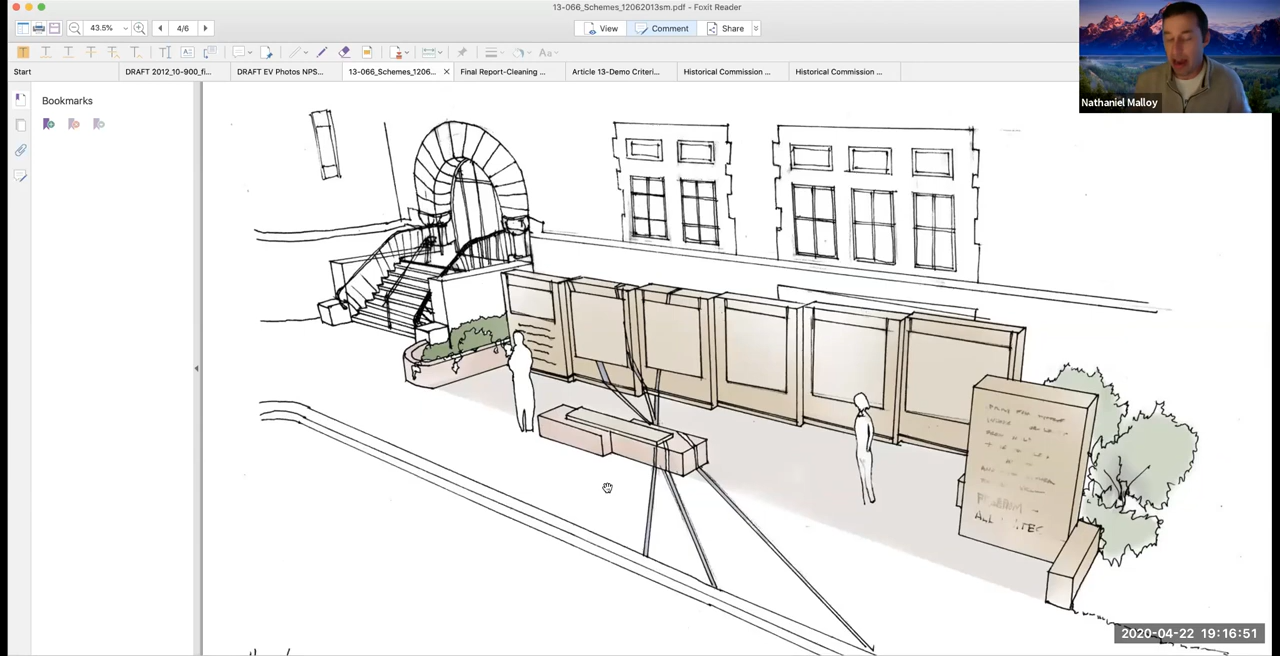 13-066_Schemes_12062013sm.pdf - Foxit Reader
43.5%
4/6
View
Comment
Share
Start
DRAFT 2012_10-900_fi...
DRAFT EV Photos NPS...
13-066_Schemes_1206...
Final Report-Cleaning ...
Article 13-Demo Criteri...
Historical Commission ...
Historical Commission ...
Bookmarks
Nathaniel Malloy
2020-04-22 19:16:51